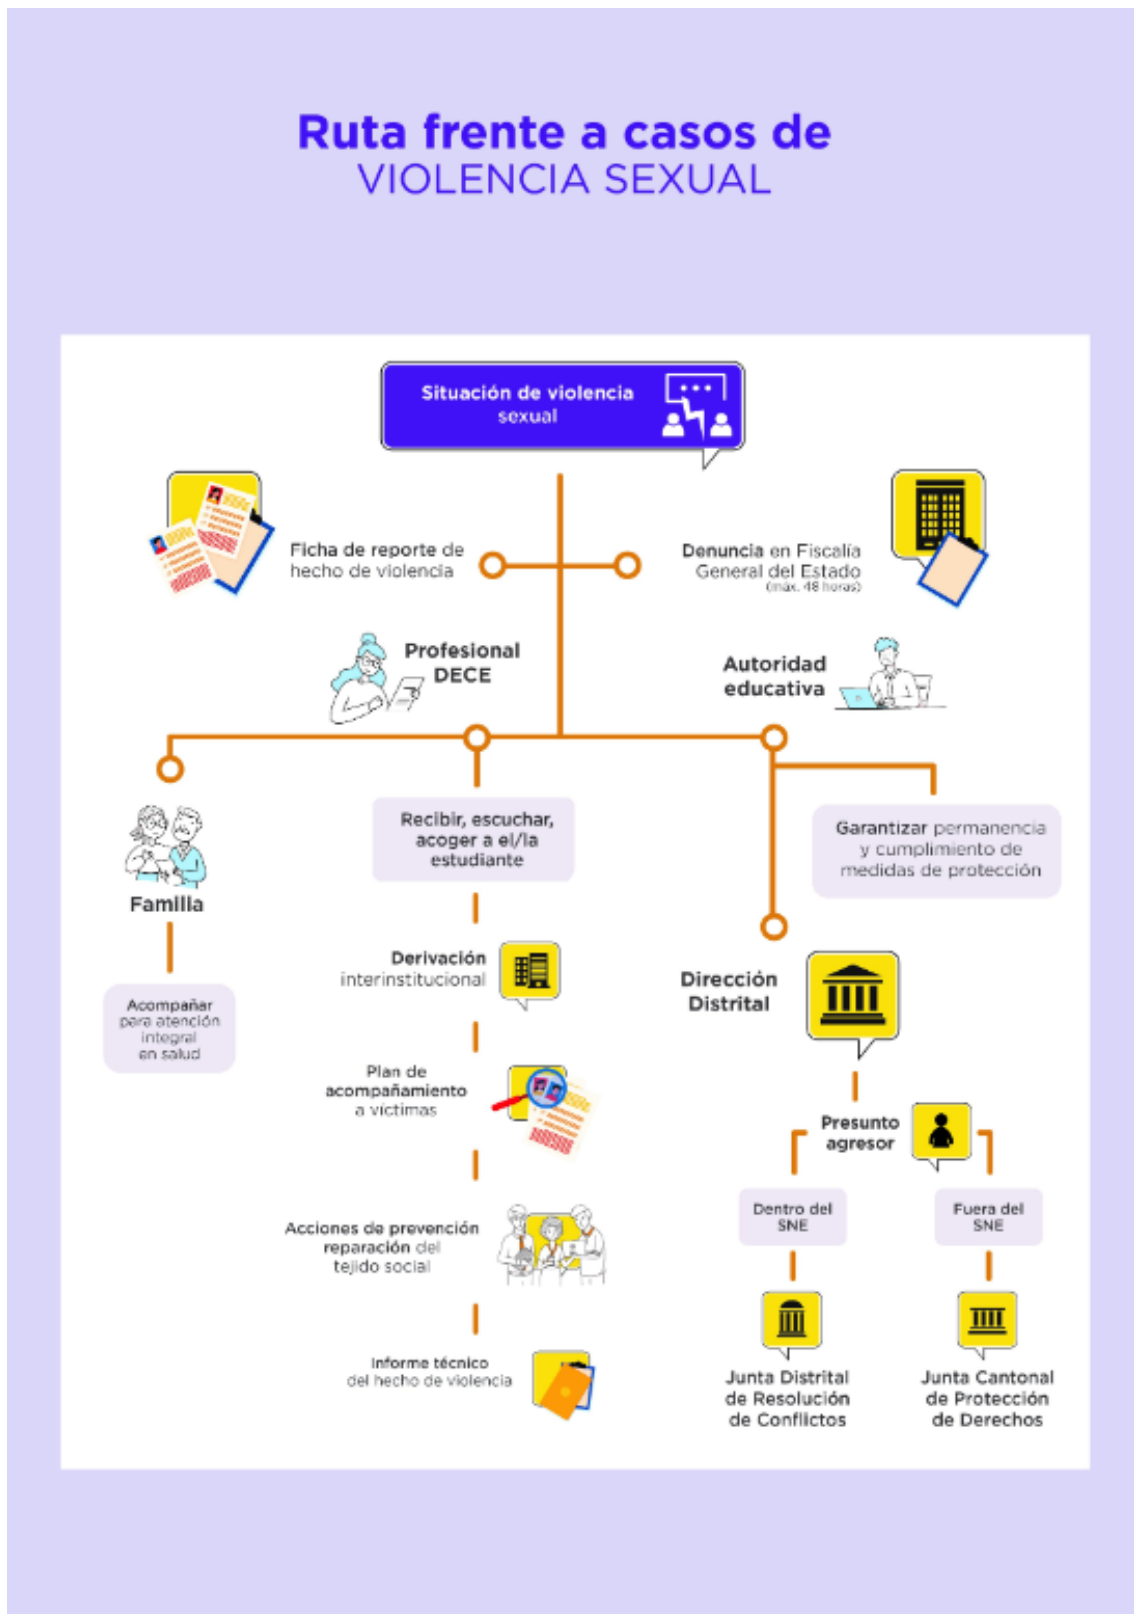 Ruta frente a casos de
VIOLENCIA SEXUAL
Situación de violencia
sexual
Ficha de reporte de
hecho de violencia
Denuncia en Fiscalía
General del Estado
(máx. 48 horas)
Profesional
DECE
Autoridad
educativa
Familia
Acompañar
para atención
integral
en salud
Recibir, escuchar,
acoger a el/la
estudiante
Derivación
interinstitucional
Plan de
acompañamiento
a víctimas
Acciones de prevención
reparación del
tejido social
Informe técnico
del hecho de violencia
Garantizar permanencia
y cumplimiento de
medidas de protección
Dirección
Distrital
Presunto
agresor
Dentro del
SNE
Fuera del
SNE
Junta Distrital
de Resolución
de Conflictos
Junta Cantonal
de Protección
de Derechos